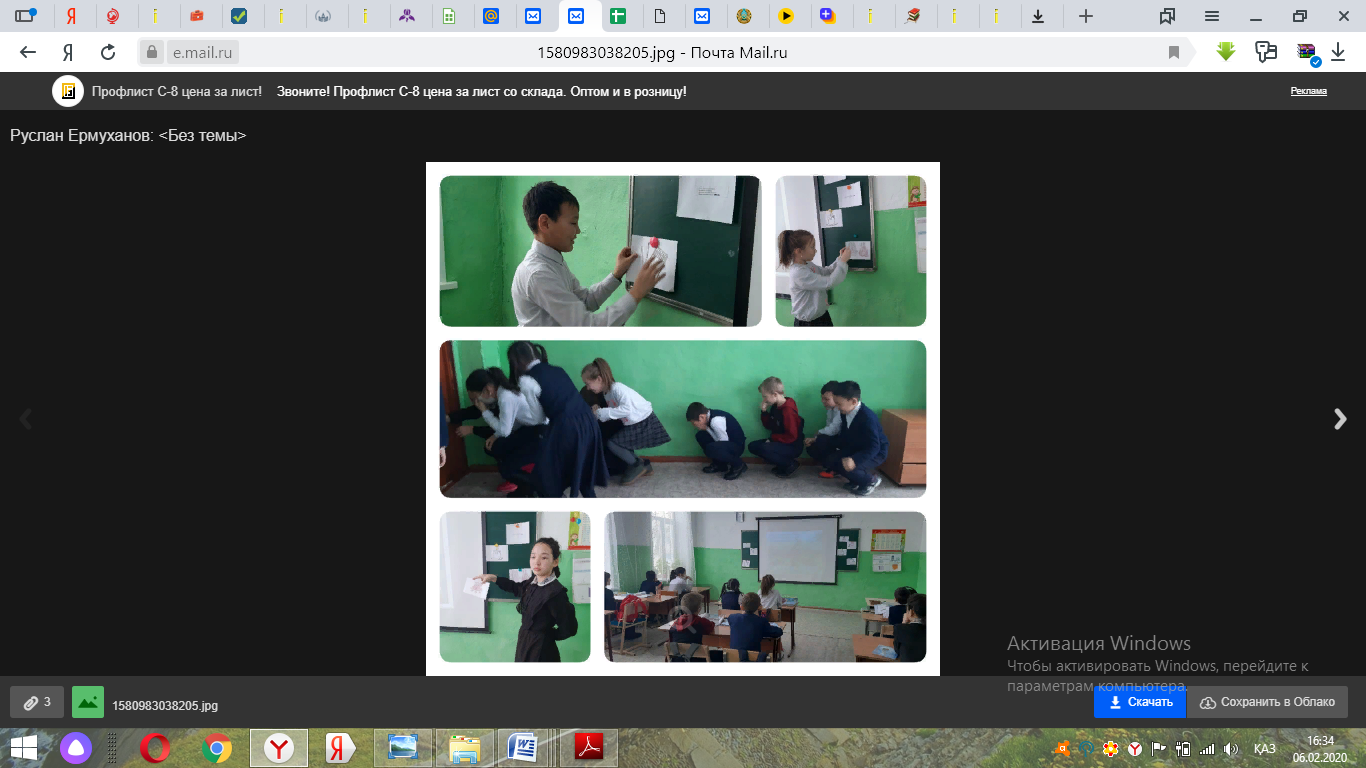 e.mail.ru
1580983038205.jpg - Почта Mail.ru
Профлист С-8 цена за лист! Звоните! Профлист С-8 цена за лист со склада. Оптом и в розницу!
Реклама
Руслан Ермуханов: <Без темы>
Активация Windows
Чтобы активировать Windows, перейдите к
параметрам компьютера.
3
1580983038205.jpg
Скачать
Сохранить в Облако
ҚАЗ
16:34
06.02.2020